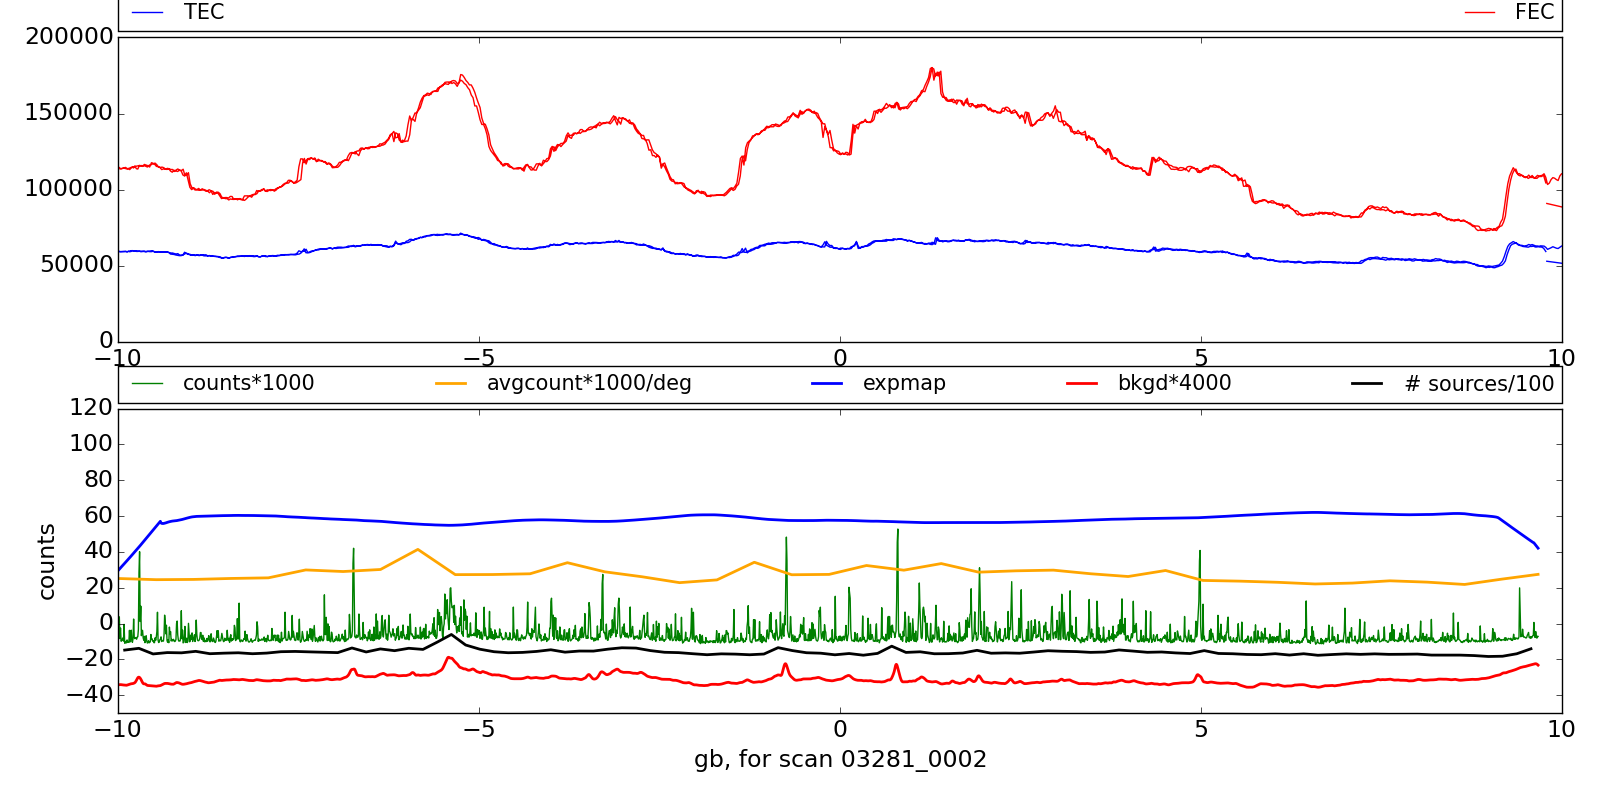 TEC FEC
200000
150000
100000
50000
0
−10 −5 0 5 10
counts*1000 avgcount*1000/deg expmap bkgd*4000 # sources/100
120
100
80
60
40
20
0
−20
−40
counts
−10 −5 0 5 10
gb, for scan 03281_0002